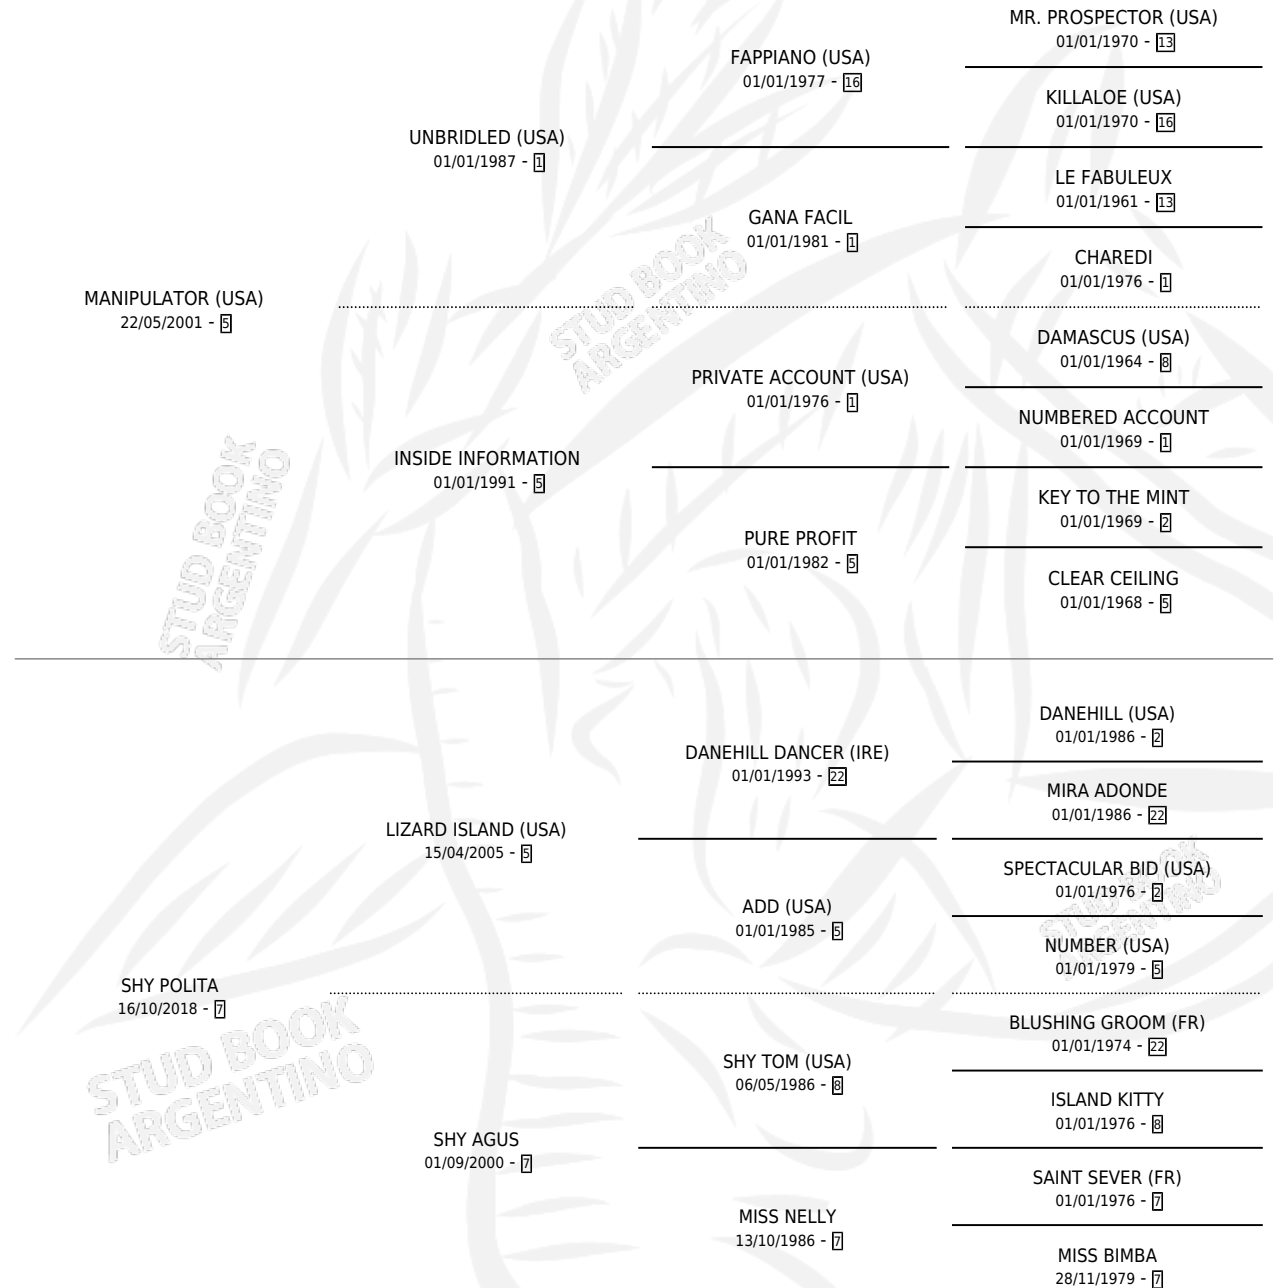 MR. PROSPECTOR (USA)
01/01/1970 - 13
FAPPIANO (USA)
01/01/1977 - 16
KILLALOE (USA)
01/01/1970 - 16
UNBRIDLED (USA)
01/01/1987 - 1
LE FABULEUX
01/01/1961 - 13
GANA FACIL
01/01/1981 - 1
CHAREDI
01/01/1976 - 1
MANIPULATOR (USA)
22/05/2001 - 5
STUD BOOK
ARGENTINO
DAMASCUS (USA)
01/01/1964 - 8
PRIVATE ACCOUNT (USA)
01/01/1976 - 1
NUMBERED ACCOUNT
01/01/1969 - 1
INSIDE INFORMATION
01/01/1991 - 5
KEY TO THE MINT
01/01/1969 - 2
PURE PROFIT
01/01/1982 - 5
CLEAR CEILING
01/01/1968 - 5
STUD BOOK
ARGENTINO
DANEHILL (USA)
01/01/1986 - 2
DANEHILL DANCER (IRE)
01/01/1993 - 22
MIRA ADONDE
01/01/1986 - 22
LIZARD ISLAND (USA)
15/04/2005 - 5
SPECTACULAR BID (USA)
01/01/1976 - 2
ADD (USA)
01/01/1985 - 5
NUMBER (USA)
01/01/1979 - 5
STUD BOOK
ARGENTINO
SHY POLITA
16/10/2018 - 7
BLUSHING GROOM (FR)
01/01/1974 - 22
SHY TOM (USA)
06/05/1986 - 8
ISLAND KITTY
01/01/1976 - 8
STUD BOOK
ARGENTINO
SHY AGUS
01/09/2000 - 7
SAINT SEVER (FR)
01/01/1976 - 7
MISS NELLY
13/10/1986 - 7
MISS BIMBA
28/11/1979 - 7